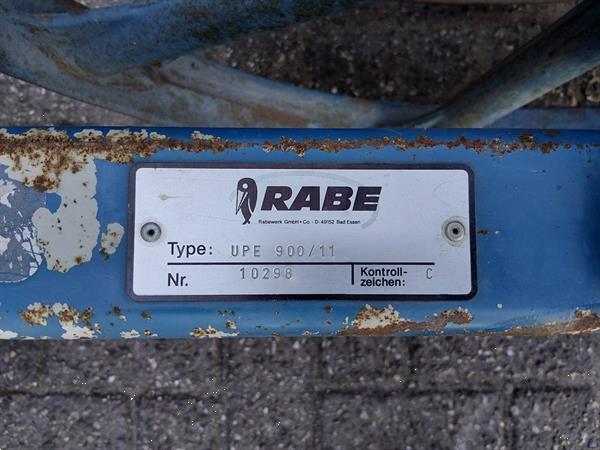 RABE
Rabewerk GmbH+Co. · D-49152 Bad Essen
Type: UPE 900/11
Nr. 10298 Kontroll-
zeichen: C